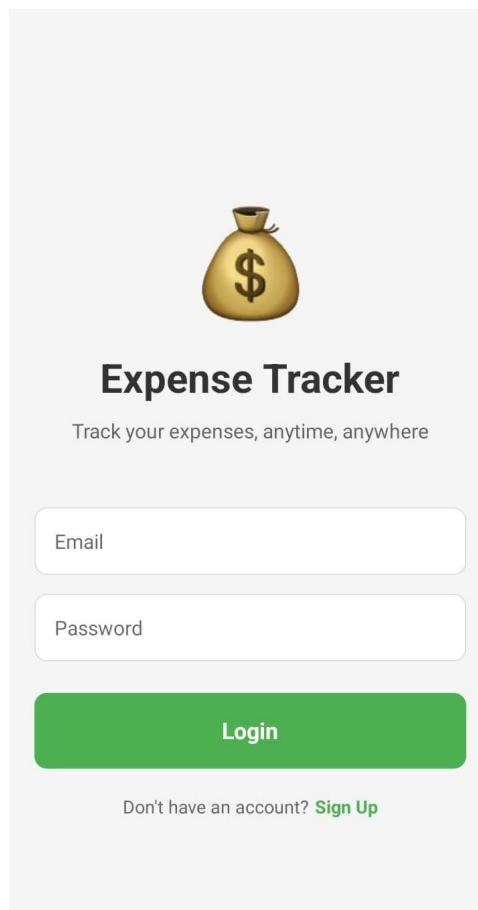 $
Expense Tracker
Track your expenses, anytime, anywhere
Email
Password
Login
Don't have an account? Sign Up